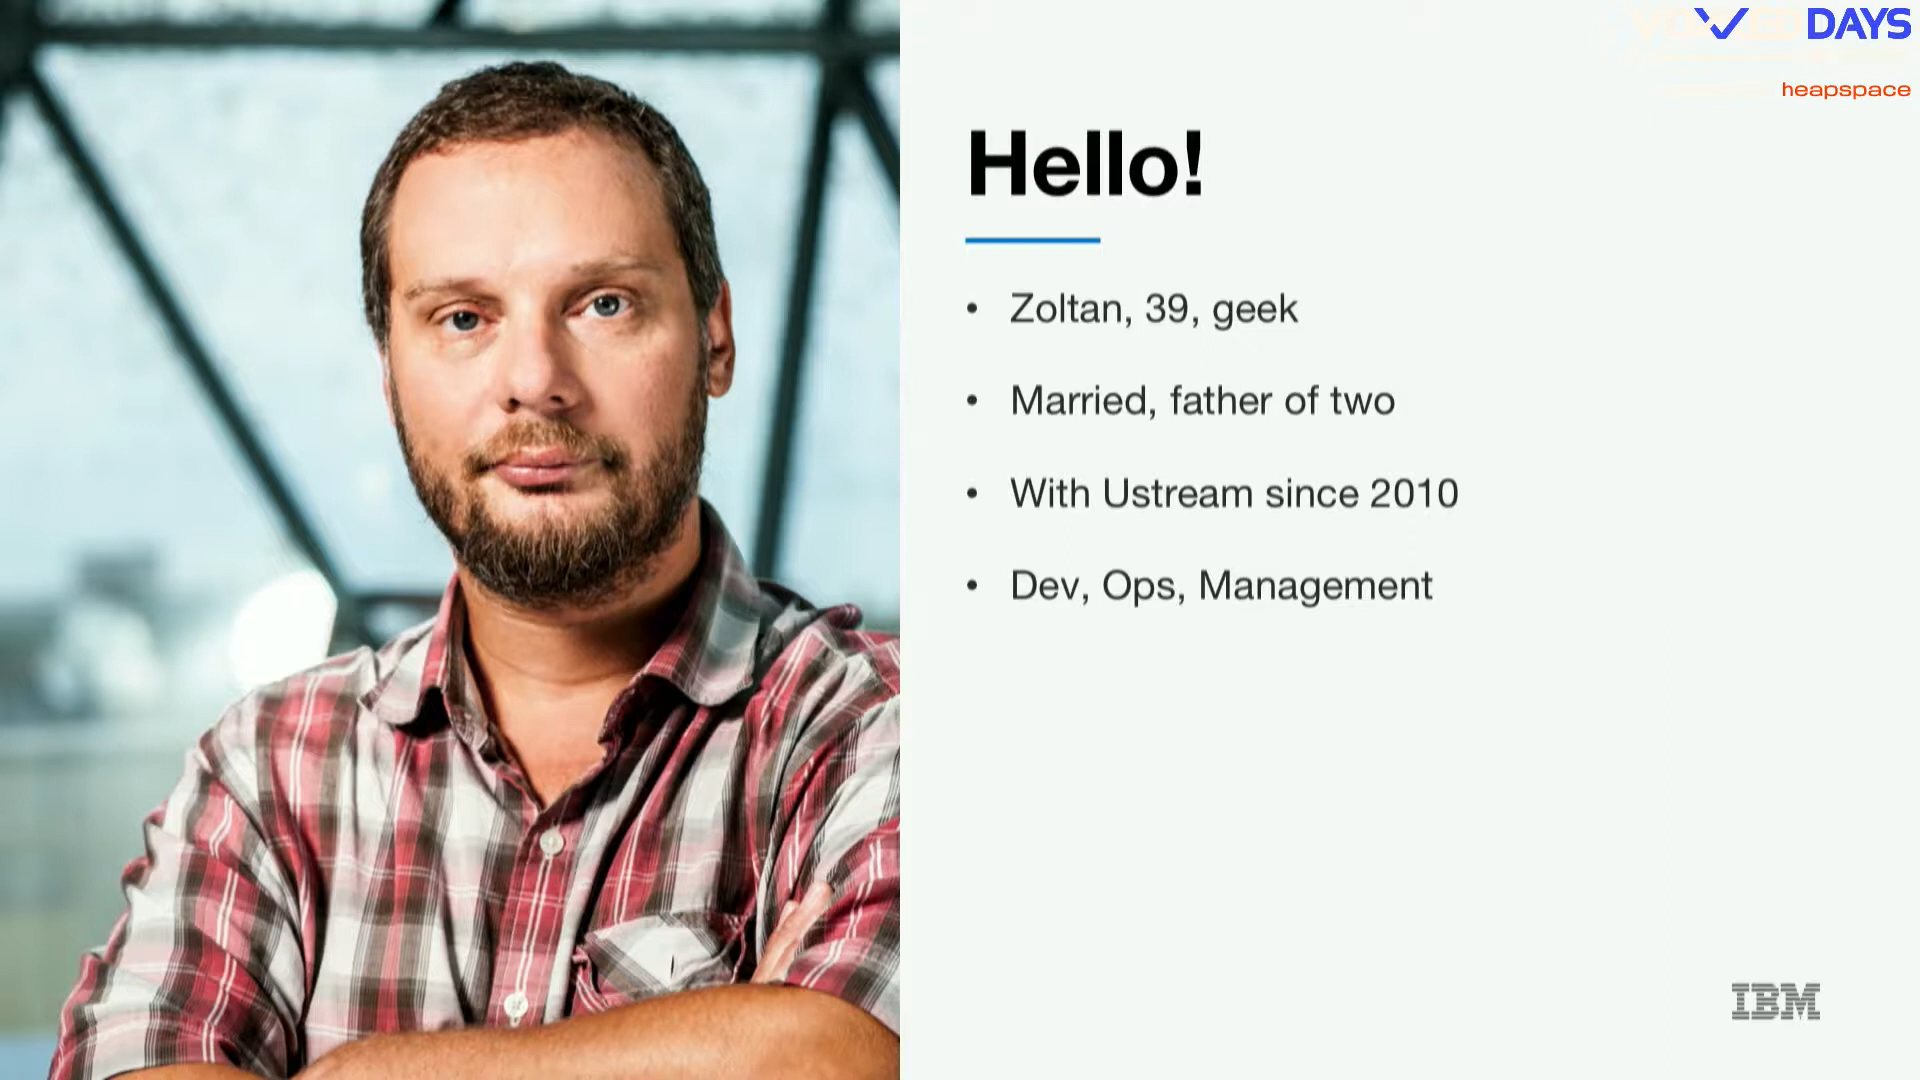 DAYS
heapspace
Hello!
• Zoltan, 39, geek
• Married, father of two
• With Ustream since 2010
• Dev, Ops, Management
IBM